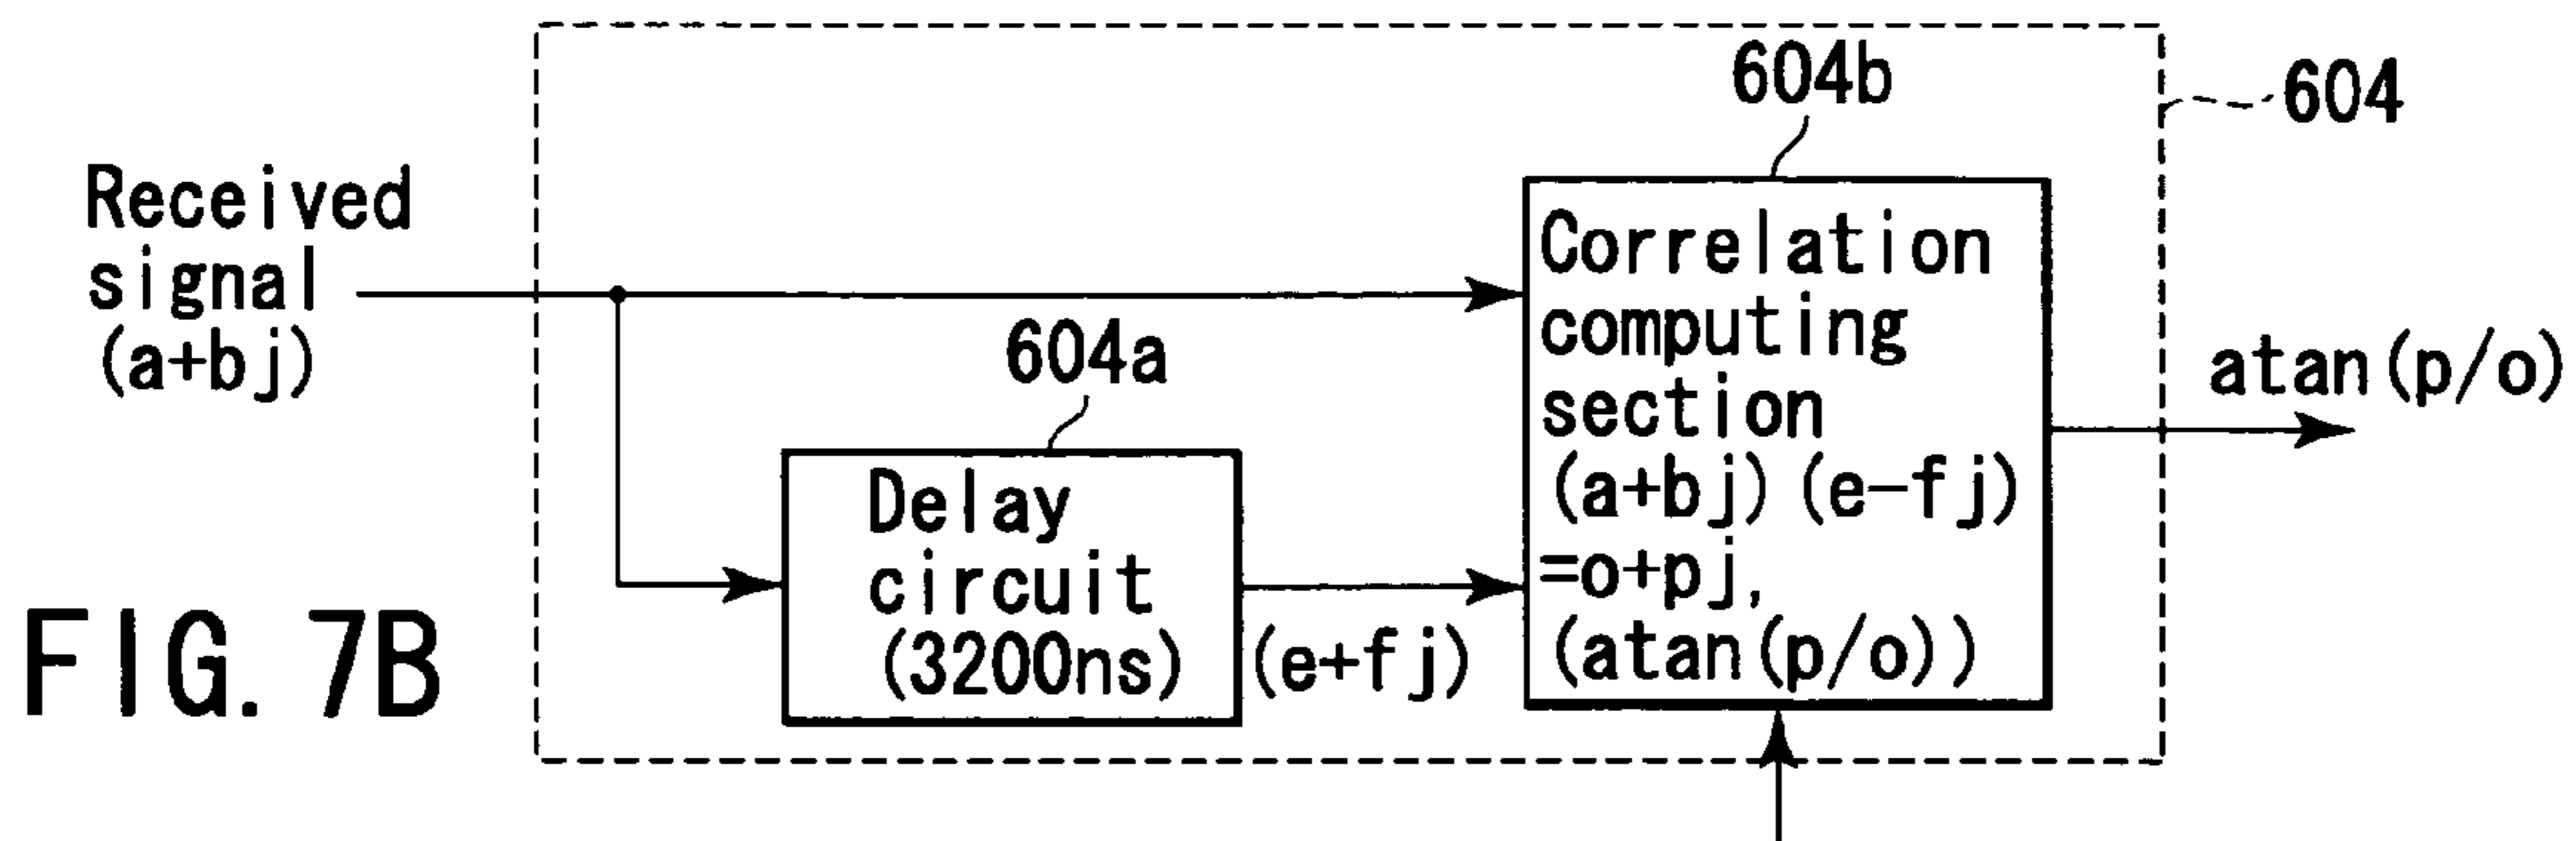 604b
604
Received
signal
(a+bj)
Correlation
computing
section
(a+bj)(e-fj)
=o+pj,
(atan(p/o))
atan(p/o)
604a
Delay
circuit
(3200ns)
(e+fj)
FIG. 7B